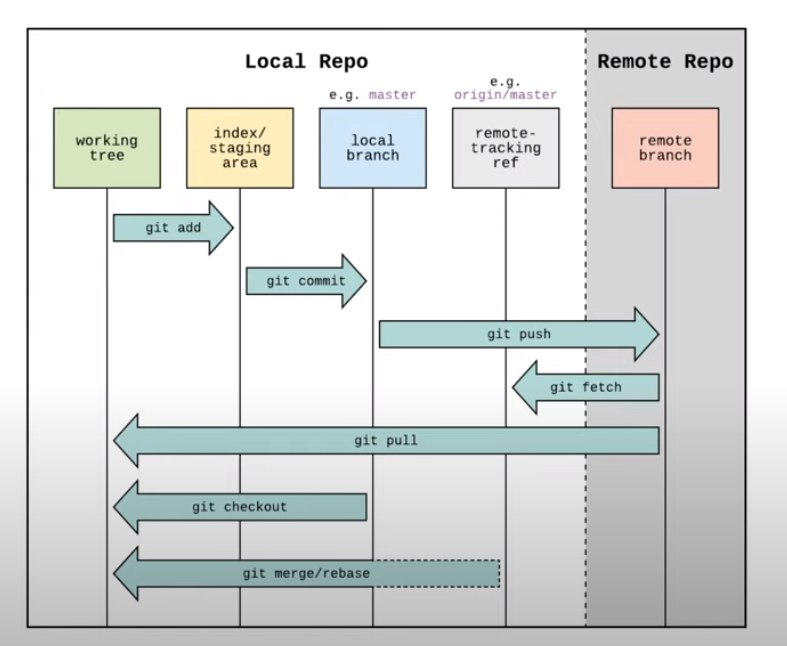 Local Repo
Remote Repo
e.g. master
e.g.
origin/master
working
tree
index/
staging
area
local
branch
remote-
tracking
ref
remote
branch
git add
git commit
git push
git fetch
git pull
git checkout
git merge/rebase